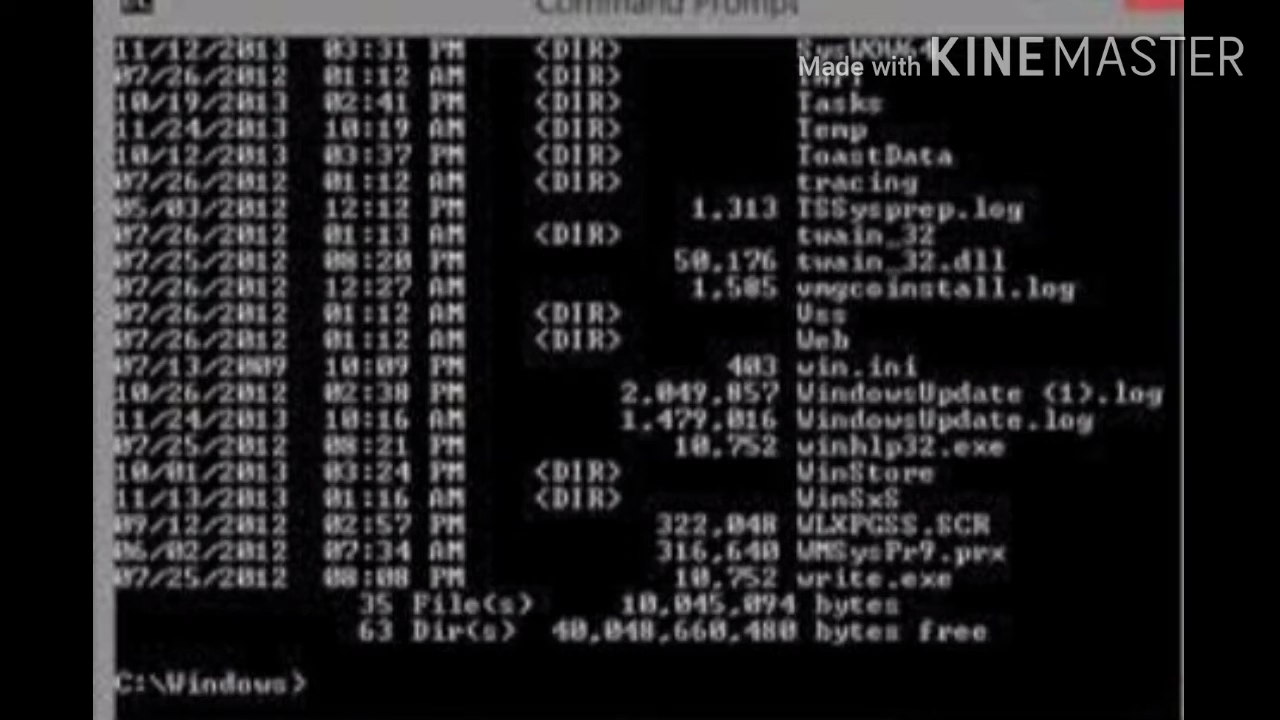 Command Prompt
Made with KINEMASTER
11/12/2013 03:31 PM <DIR> SysWOW64
07/26/2012 01:12 AM <DIR>
10/19/2013 02:41 PM <DIR> Tasks
11/24/2013 10:19 AM <DIR> Temp
10/12/2013 03:37 PM <DIR> ToastData
07/26/2012 01:12 AM <DIR> tracing
05/03/2012 12:12 PM 1,313 TSSysprep.log
07/26/2012 01:13 AM <DIR> twain_32
07/25/2012 08:20 PM 50,176 twain_32.dll
07/26/2012 12:27 AM 1,585 vmgcoinstall.log
07/26/2012 01:12 AM <DIR> Vss
07/26/2012 01:12 AM <DIR> Web
07/13/2009 10:09 PM 403 win.ini
10/26/2012 02:38 PM 2,049,857 WindowsUpdate (1).log
11/24/2013 10:16 AM 1,479,016 WindowsUpdate.log
07/25/2012 08:21 PM 10,752 winhlp32.exe
10/01/2013 03:24 PM <DIR> WinStore
11/13/2013 01:16 AM <DIR> WinSxS
09/12/2012 02:57 PM 322,048 WLXPGSS.SCR
06/02/2012 07:34 AM 316,640 WMSysPr9.prx
07/25/2012 08:08 PM 10,752 write.exe
35 File(s) 10,045,094 bytes
63 Dir(s) 40,048,660,480 bytes free
C:\Windows>